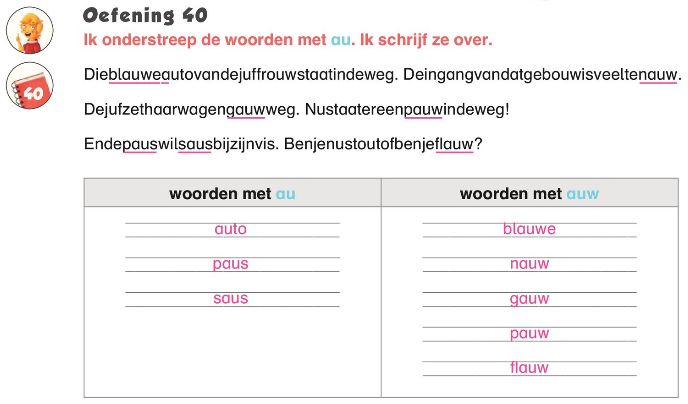 Oefening 40
Ik onderstreep de woorden met au. Ik schrijf ze over.
40
Dieblauweautovandejuffrouwstaatindeweg. Deingangvandatgebouwisveeltenauw.
Dejufzethaarwagengauwweg. Nustaatereenpauwindeweg!
Endepauswilsausbijzijnvis. Benjenustoutofbenjeflauw?
woorden met au
woorden met auw
auto
blauwe
paus
nauw
saus
gauw
pauw
flauw